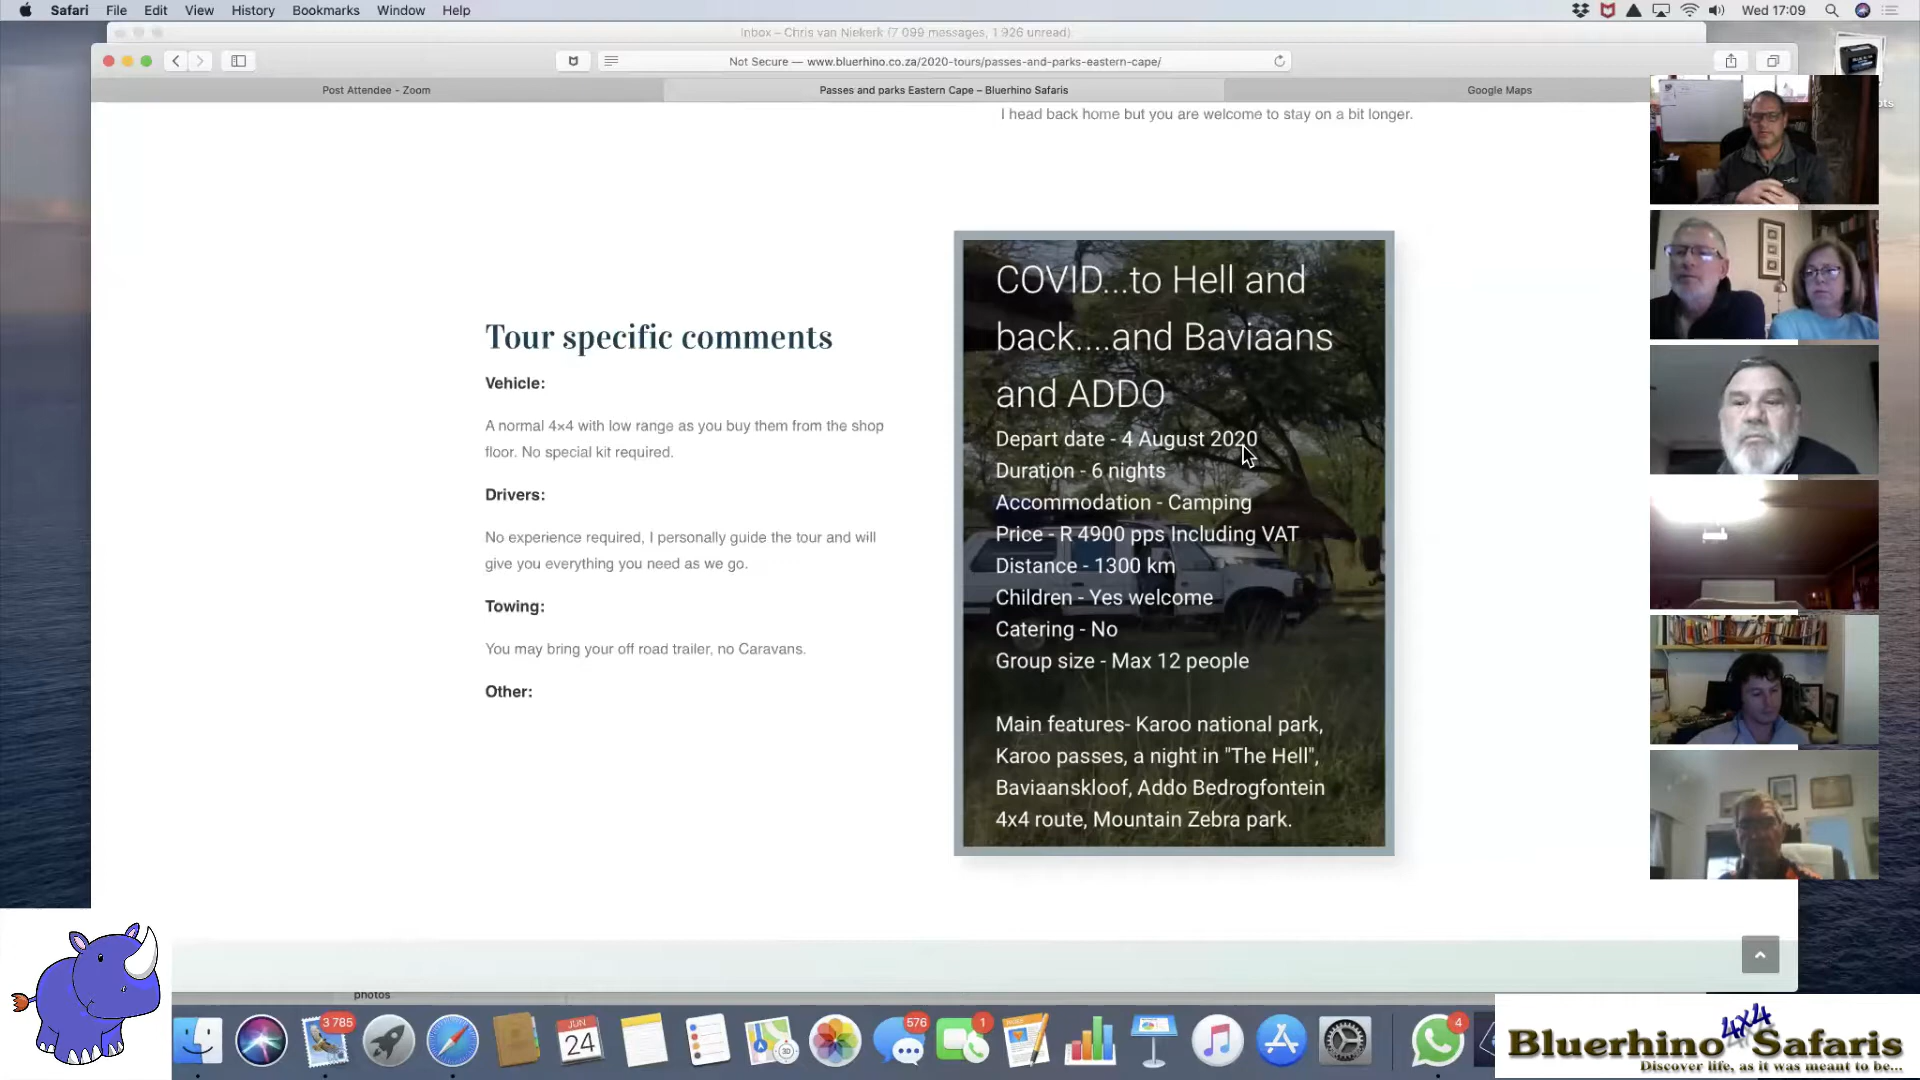 Safari File Edit View History Bookmarks Window Help Wed 17:09
Inbox – Chris van Niekerk (7 099 messages, 1 926 unread)
Not Secure — www.bluerhino.co.za/2020-tours/passes-and-parks-eastern-cape/
Post Attendee - Zoom Passes and parks Eastern Cape – Bluerhino Safaris Google Maps
I head back home but you are welcome to stay on a bit longer.
Tour specific comments
Vehicle:
A normal 4×4 with low range as you buy them from the shop
floor. No special kit required.
Drivers:
No experience required, I personally guide the tour and will
give you everything you need as we go.
Towing:
You may bring your off road trailer, no Caravans.
Other:
COVID...to Hell and
back....and Baviaans
and ADDO
Depart date - 4 August 2020
Duration - 6 nights
Accommodation - Camping
Price - R 4900 pps Including VAT
Distance - 1300 km
Children - Yes welcome
Catering - No
Group size - Max 12 people
Main features- Karoo national park,
Karoo passes, a night in "The Hell",
Baviaanskloof, Addo Bedrogfontein
4x4 route, Mountain Zebra park.
photos
3 785
JUN
24
3D
576
1
4
Bluerhino 4x4 Safaris
Discover life, as it was meant to be...